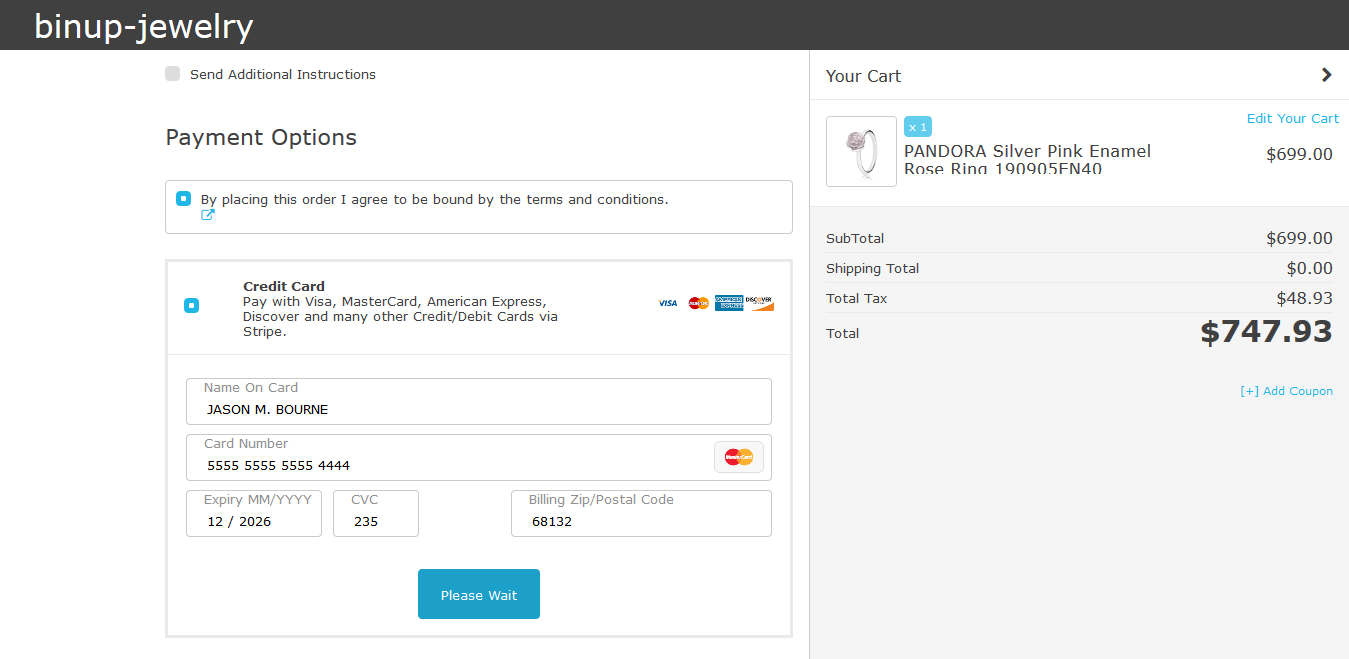 binup-jewelry
Send Additional Instructions
Payment Options
By placing this order I agree to be bound by the terms and conditions.
Credit Card
Pay with Visa, MasterCard, American Express,
Discover and many other Credit/Debit Cards via
Stripe.
VISA MasterCard AMERICAN EXPRESS DISCOVER
Name On Card
JASON M. BOURNE
Card Number
5555 5555 5555 4444
MasterCard
Expiry MM/YYYY CVC Billing Zip/Postal Code
12 / 2026 235 68132
Please Wait
Your Cart
x 1
Edit Your Cart
PANDORA Silver Pink Enamel
Rose Ring 190905EN40
$699.00
SubTotal $699.00
Shipping Total $0.00
Total Tax $48.93
Total $747.93
[+] Add Coupon